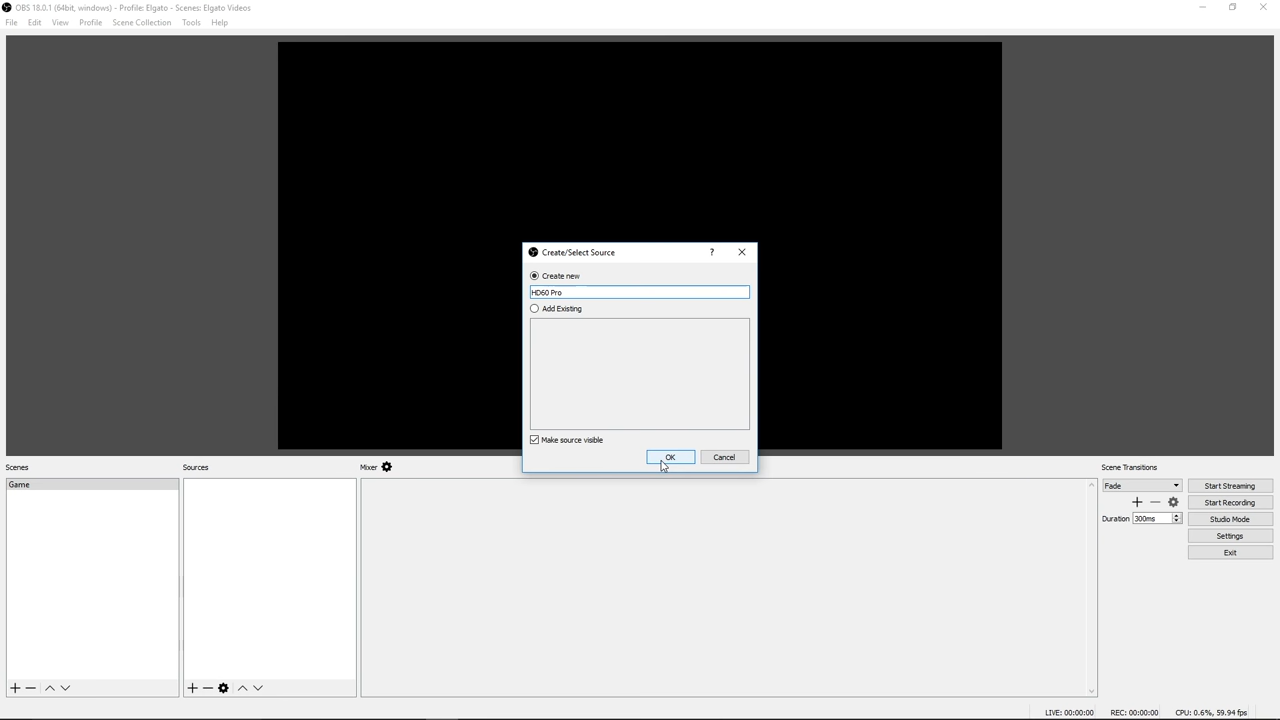 OBS 18.0.1 (64bit, windows) - Profile: Elgato - Scenes: Elgato Videos
File Edit View Profile Scene Collection Tools Help
Create/Select Source ?
Create new
HD60 Pro
Add Existing
Make source visible
OK Cancel
Scenes Sources Mixer Scene Transitions
Game Fade Start Streaming
Start Recording
Duration 300ms Studio Mode
Settings
Exit
LIVE: 00:00:00 REC: 00:00:00 CPU: 0.6%, 59.94 fps